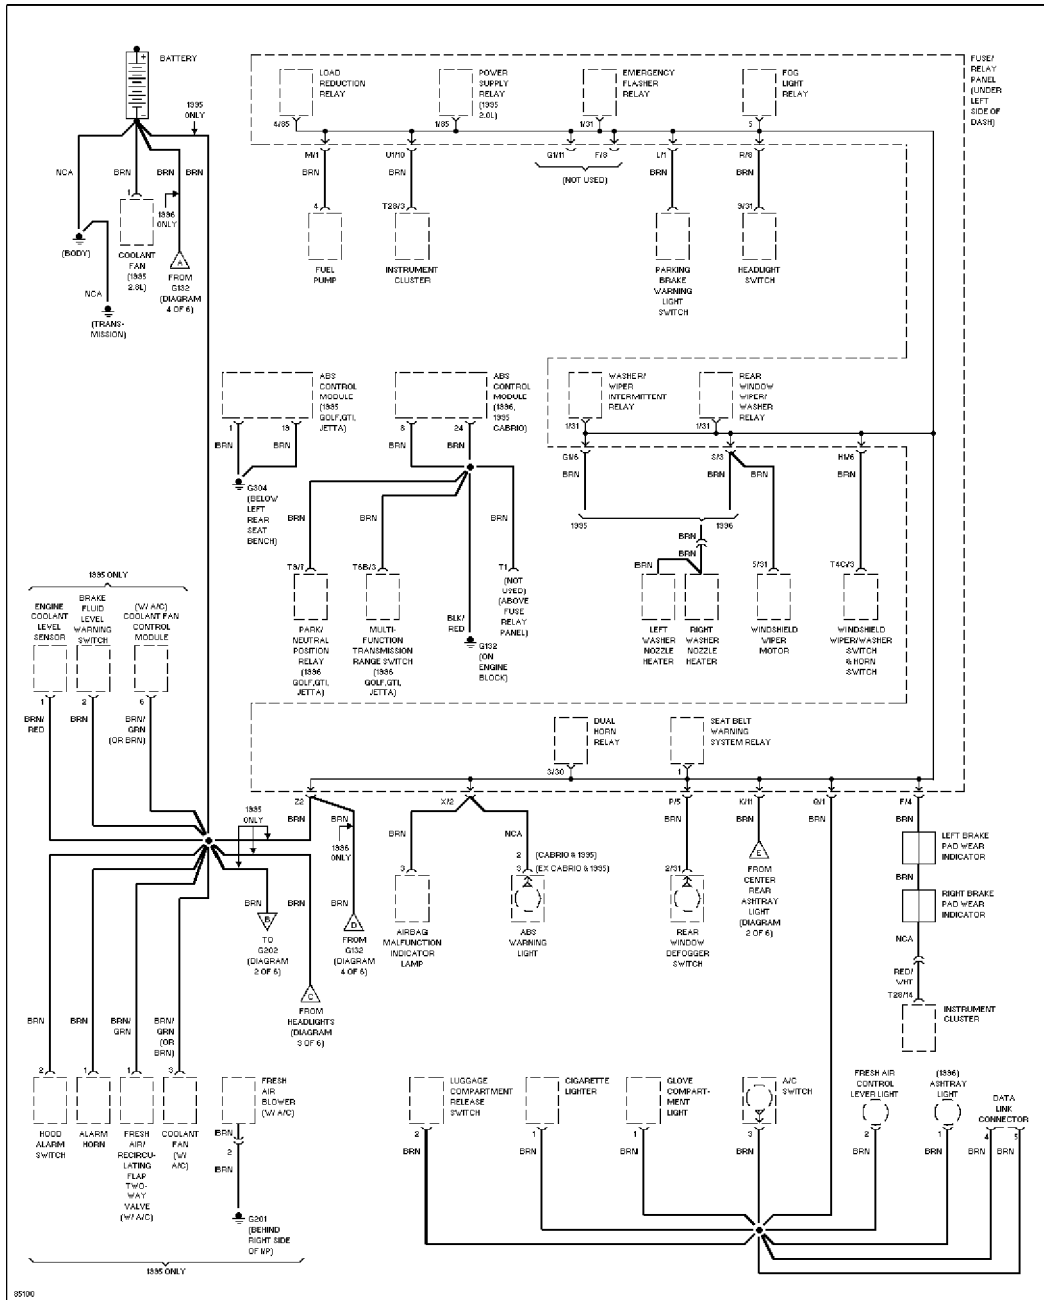 BATTERY
1995
ONLY
NCA
BRN
BRN
BRN
1
1996
ONLY
(BODY)
COOLANT
FAN
(1995
2.8L)
A
FROM
G132
(DIAGRAM
4 OF 6)
NCA
(TRANS-
MISSION)
LOAD
REDUCTION
RELAY
POWER
SUPPLY
RELAY
(1995
2.0L)
EMERGENCY
FLASHER
RELAY
FOG
LIGHT
RELAY
FUSE/
RELAY
PANEL
(UNDER
LEFT
SIDE OF
DASH)
4/85
1/85
1/31
5
M/1
U1/10
G1/11
F/8
L/1
R/8
(NOT USED)
BRN
BRN
BRN
BRN
4
T28/3
9/31
FUEL
PUMP
INSTRUMENT
CLUSTER
PARKING
BRAKE
WARNING
LIGHT
SWITCH
HEADLIGHT
SWITCH
ABS
CONTROL
MODULE
(1995
GOLF,GTI,
JETTA)
ABS
CONTROL
MODULE
(1996,
1995
CABRIO)
1
19
8
24
BRN
BRN
BRN
BRN
G304
(BELOW
LEFT
REAR
SEAT
BENCH)
BRN
BRN
BRN
T9/7
T6B/3
T1
(NOT
USED)
(ABOVE
FUSE
RELAY
PANEL)
BLK/
RED
G132
(ON
ENGINE
BLOCK)
PARK/
NEUTRAL
POSITION
RELAY
(1996
GOLF,GTI,
JETTA)
MULTI-
FUNCTION
TRANSMISSION
RANGE SWITCH
(1996
GOLF,GTI,
JETTA)
WASHER/
WIPER
INTERMITTENT
RELAY
REAR
WINDOW
WIPER/
WASHER
RELAY
1/31
1/31
G1/6
S/3
H1/6
BRN
BRN
BRN
BRN
1995
1996
BRN
BRN
BRN
5/31
T4C/3
LEFT
WASHER
NOZZLE
HEATER
RIGHT
WASHER
NOZZLE
HEATER
WINDSHIELD
WIPER
MOTOR
WINDSHIELD
WIPER/WASHER
SWITCH
& HORN
SWITCH
1995 ONLY
ENGINE
COOLANT
LEVEL
SENSOR
BRAKE
FLUID
LEVEL
WARNING
SWITCH
(W/ A/C)
COOLANT FAN
CONTROL
MODULE
1
2
6
BRN/
RED
BRN
BRN/
GRN
(OR BRN)
DUAL
HORN
RELAY
SEAT BELT
WARNING
SYSTEM RELAY
3/30
1
Z2
X/2
P/5
K/11
Q/1
F/4
1995
ONLY
BRN
BRN
1996
ONLY
BRN
NCA
BRN
BRN
BRN
BRN
2 (CABRIO & 1995)
3 (EX CABRIO & 1995)
3
2/31
AIRBAG
MALFUNCTION
INDICATOR
LAMP
ABS
WARNING
LIGHT
REAR
WINDOW
DEFOGGER
SWITCH
E
FROM
CENTER
REAR
ASHTRAY
LIGHT
(DIAGRAM
2 OF 6)
LEFT BRAKE
PAD WEAR
INDICATOR
BRN
RIGHT BRAKE
PAD WEAR
INDICATOR
NCA
RED/
WHT
T28/14
INSTRUMENT
CLUSTER
BRN
BRN
BRN
B
TO
G202
(DIAGRAM
2 OF 6)
D
FROM
G132
(DIAGRAM
4 OF 6)
C
FROM
HEADLIGHTS
(DIAGRAM
3 OF 6)
BRN
BRN
BRN/
GRN
BRN/
GRN
(OR
BRN)
2
1
1
3
HOOD
ALARM
SWITCH
ALARM
HORN
FRESH
AIR/
RECIRCU-
LATING
FLAP
TWO-
WAY
VALVE
(W/ A/C)
COOLANT
FAN
(W/
A/C)
FRESH
AIR
BLOWER
(W/ A/C)
BRN
2
BRN
G201
(BEHIND
RIGHT SIDE
OF I/P)
1995 ONLY
LUGGAGE
COMPARTMENT
RELEASE
SWITCH
CIGARETTE
LIGHTER
GLOVE
COMPART-
MENT
LIGHT
A/C
SWITCH
FRESH AIR
CONTROL
LEVER LIGHT
(1996)
ASHTRAY
LIGHT
DATA
LINK
CONNECTOR
2
1
1
3
2
1
4
5
BRN
BRN
BRN
BRN
BRN
BRN
BRN
BRN
85100